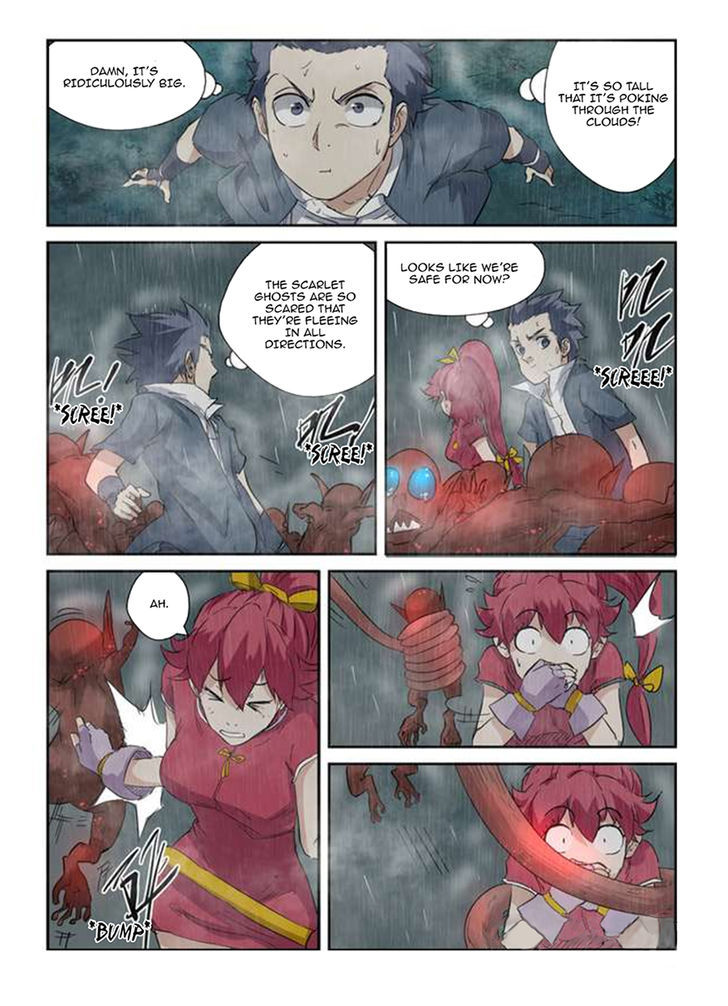 DAMN, IT'S
RIDICULOUSLY BIG.
IT'S SO TALL
THAT IT'S POKING
THROUGH THE
CLOUDS!
THE SCARLET
GHOSTS ARE SO
SCARED THAT
THEY'RE FLEEING
IN ALL
DIRECTIONS.
*SCREE!*
*SCREE!*
LOOKS LIKE WE'RE
SAFE FOR NOW?
*SCREEE!*
AH.
*BUMP*